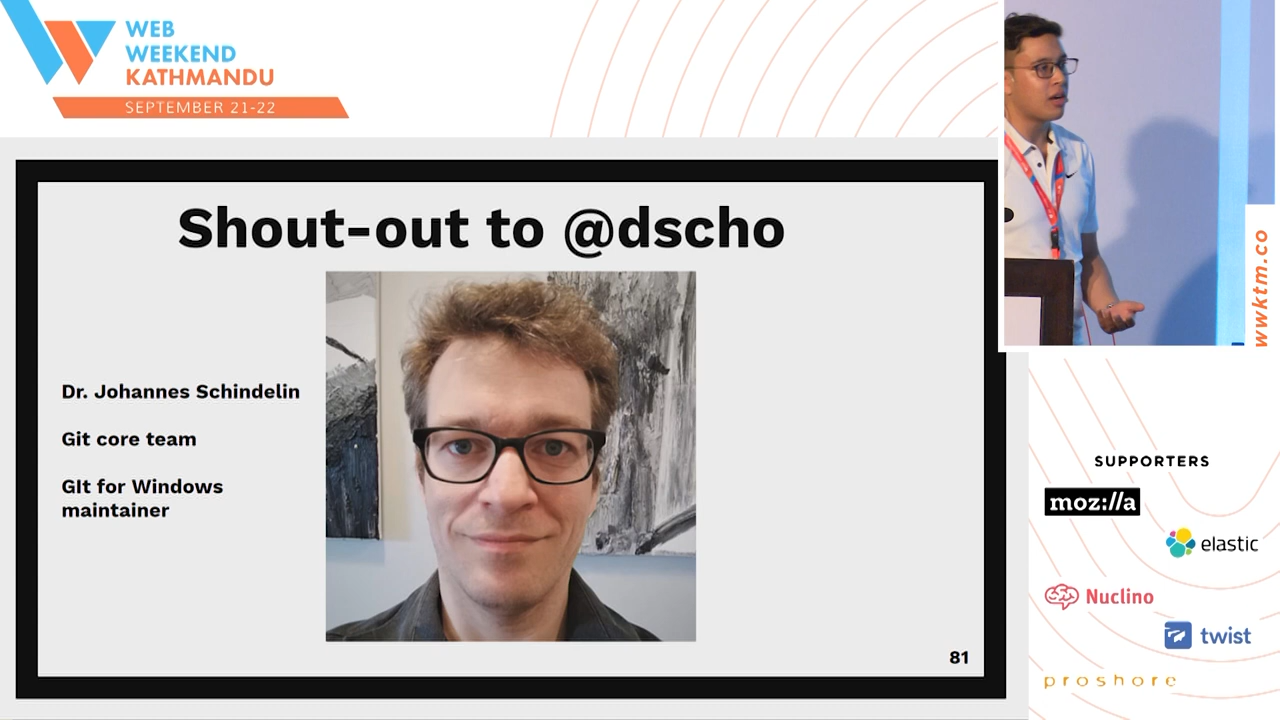 WEB
WEEKEND
KATHMANDU
SEPTEMBER 21-22
Shout-out to @dscho
Dr. Johannes Schindelin
Git core team
GIt for Windows
maintainer
81
wwktm.co
SUPPORTERS
moz://a
elastic
Nuclino
twist
proshore